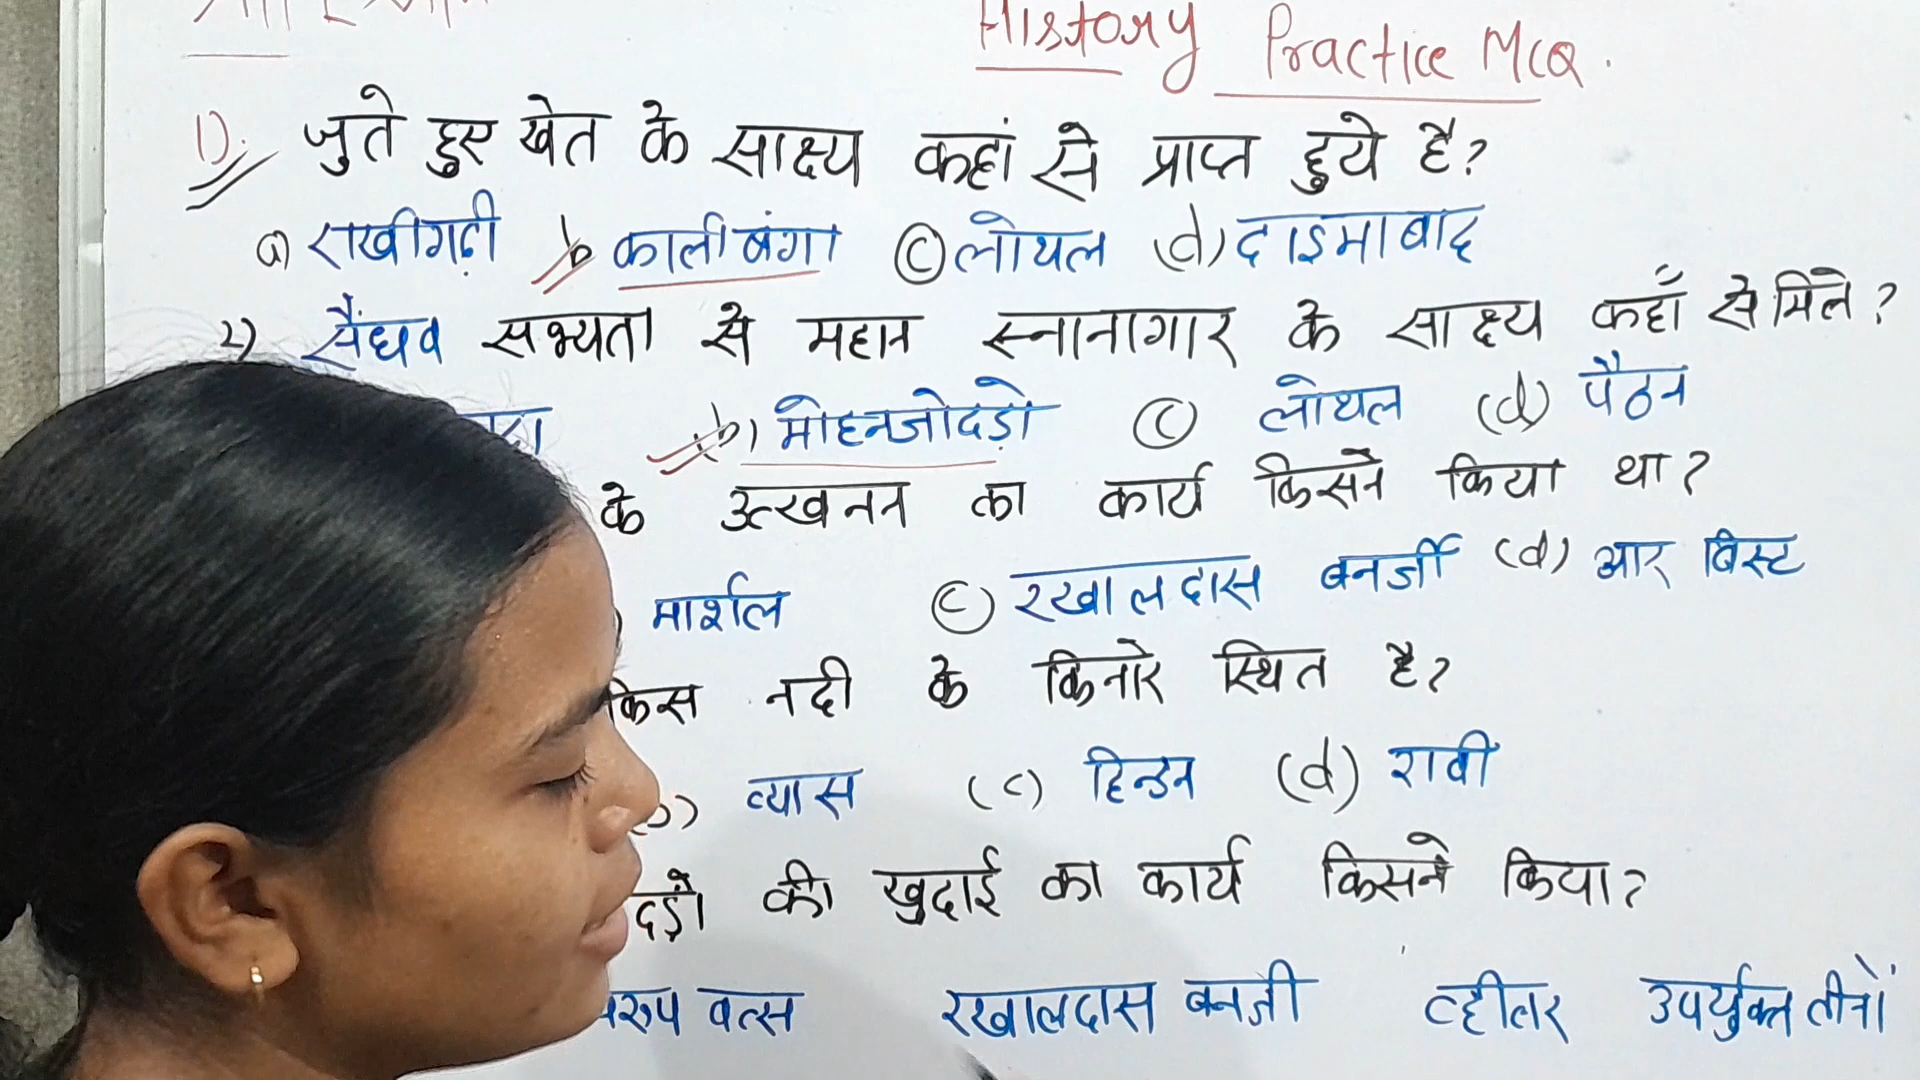 History Practice MCQ.
1). जुते हुए खेत के साक्ष्य कहां से प्राप्त हुये है?
a) राखीगढ़ी b कालीबंगा (c) लोथल (d) दाइमाबाद
2) सैंधव सभ्यता से महान स्नानागार के साक्ष्य कहाँ से मिले?
b) मोहनजोदड़ो (c) लोथल (d) पैठन
के उत्खनन का कार्य किसने किया था?
) मार्शल (c) रखालदास बनर्जी (d) आर बिस्ट
किस नदी के किनारे स्थित है?
b) व्यास (c) हिन्डन (d) रावी
दड़ो की खुदाई का कार्य किसने किया?
वत्स रखालदास बनर्जी व्हीलर उपर्युक्त तीनों